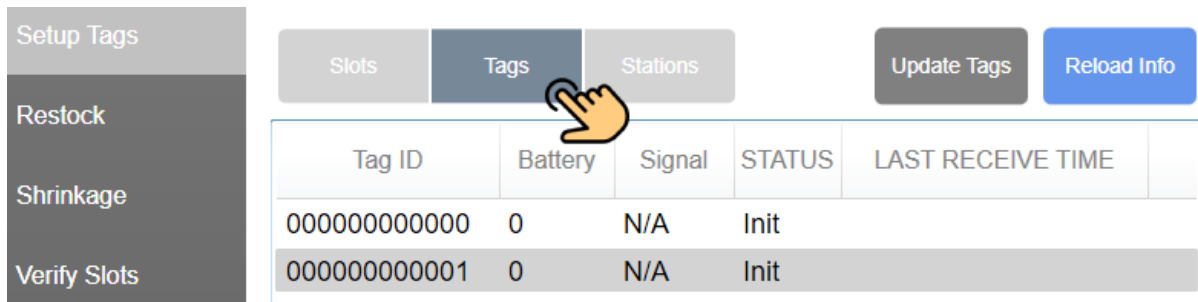 Setup Tags
Restock
Shrinkage
Verify Slots
Slots Tags Stations Update Tags Reload Info
Tag ID Battery Signal STATUS LAST RECEIVE TIME
000000000000 0 N/A Init
000000000001 0 N/A Init